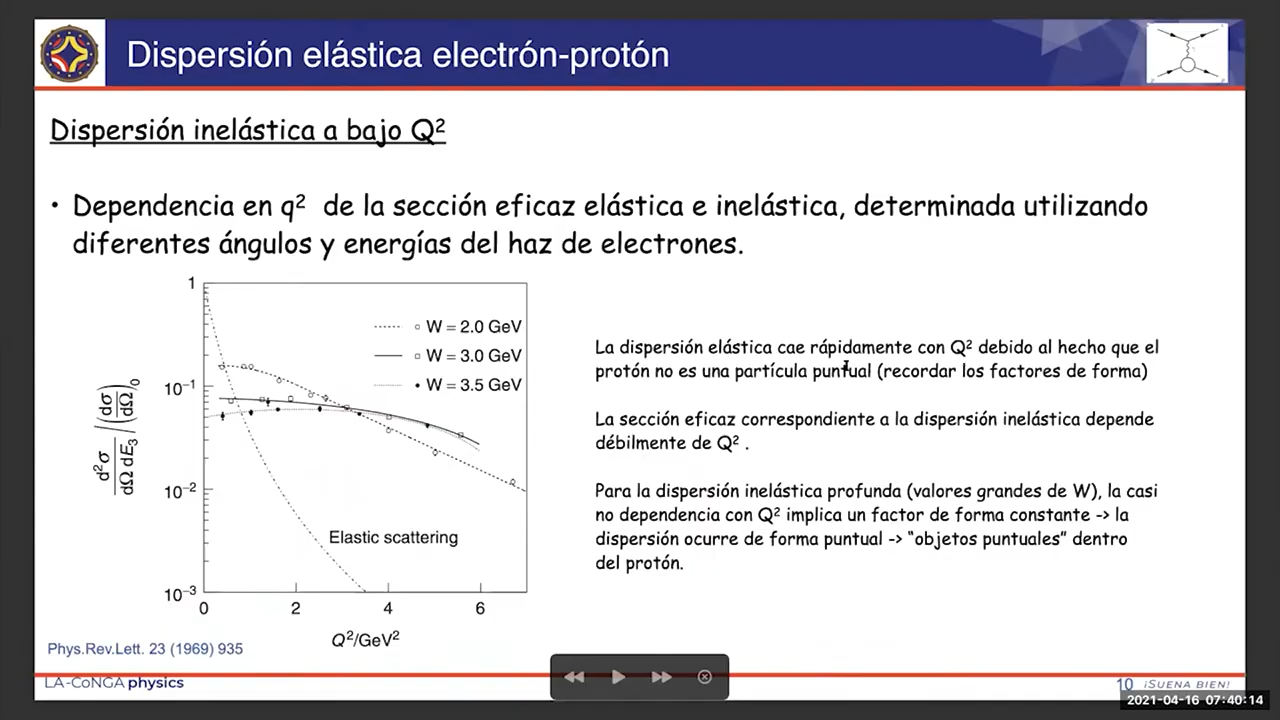 Dispersión elástica electrón-protón
Dispersión inelástica a bajo Q²
• Dependencia en q² de la sección eficaz elástica e inelástica, determinada utilizando
diferentes ángulos y energías del haz de electrones.
1
10⁻¹
10⁻²
10⁻³
0
2
4
6
d²σ / dΩ dE₃ / (dσ / dΩ)₀
W = 2.0 GeV
W = 3.0 GeV
W = 3.5 GeV
Elastic scattering
Q²/GeV²
La dispersión elástica cae rápidamente con Q² debido al hecho que el
protón no es una partícula puntual (recordar los factores de forma)
La sección eficaz correspondiente a la dispersión inelástica depende
débilmente de Q² .
Para la dispersión inelástica profunda (valores grandes de W), la casi
no dependencia con Q² implica un factor de forma constante -> la
dispersión ocurre de forma puntual -> “objetos puntuales” dentro
del protón.
Phys.Rev.Lett. 23 (1969) 935
LA-CoNGA physics
10 ¡SUENA BIEN!
2021-04-16 07:40:14